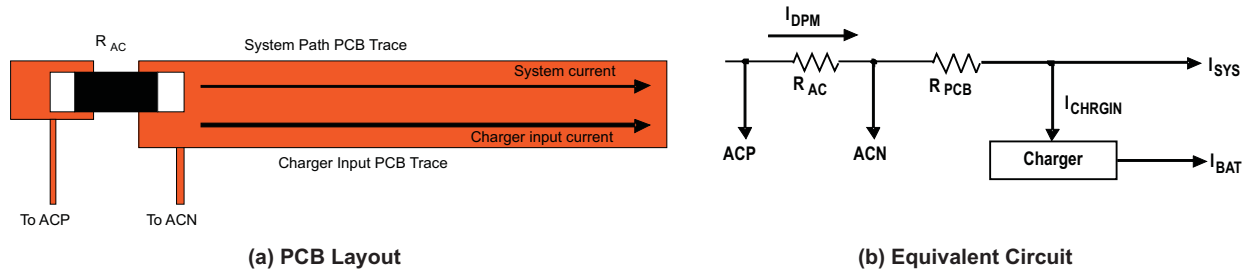 R AC
System Path PCB Trace
System current
Charger input current
Charger Input PCB Trace
To ACP
To ACN
(a) PCB Layout
I DPM
R AC
R PCB
I SYS
I CHRGIN
ACP
ACN
Charger
I BAT
(b) Equivalent Circuit